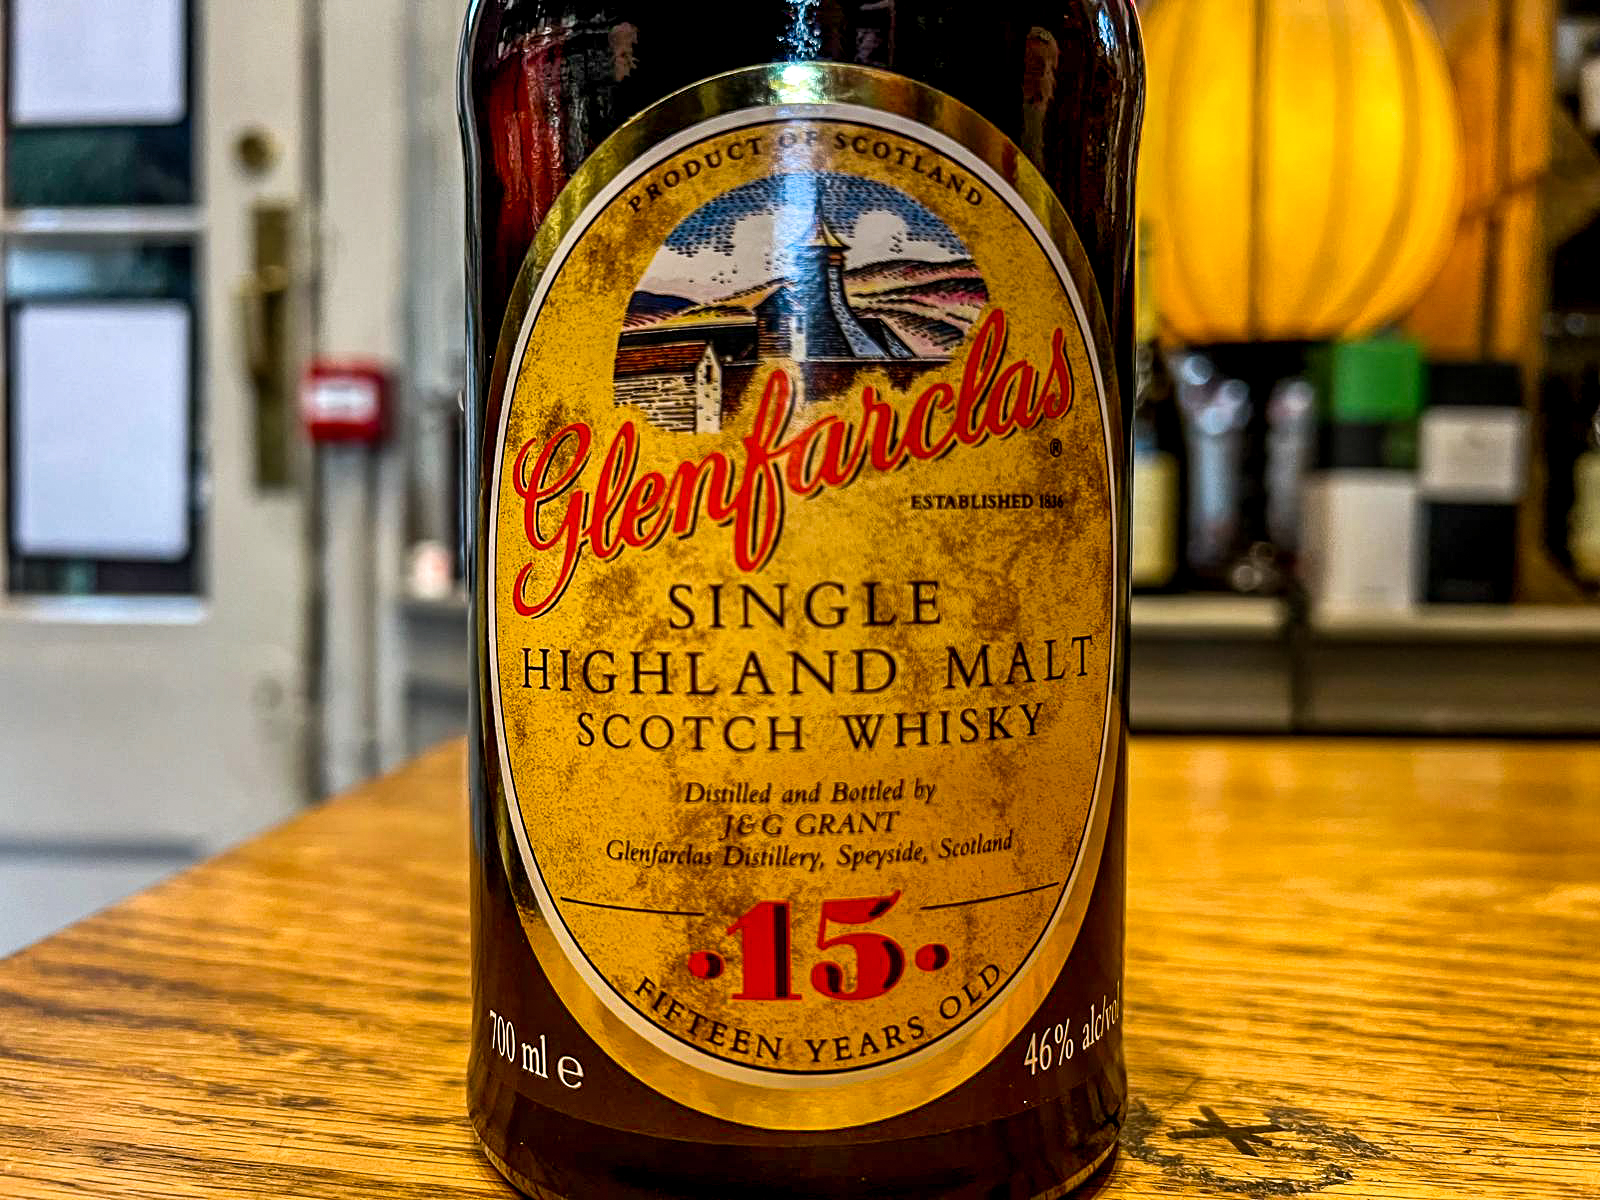 PRODUCT OF SCOTLAND
Glenfarclas
®
ESTABLISHED 1836
SINGLE
HIGHLAND MALT
SCOTCH WHISKY
Distilled and Bottled by
J&G GRANT
Glenfarclas Distillery, Speyside, Scotland
·15·
FIFTEEN YEARS OLD
700 ml e
46% alc/vol